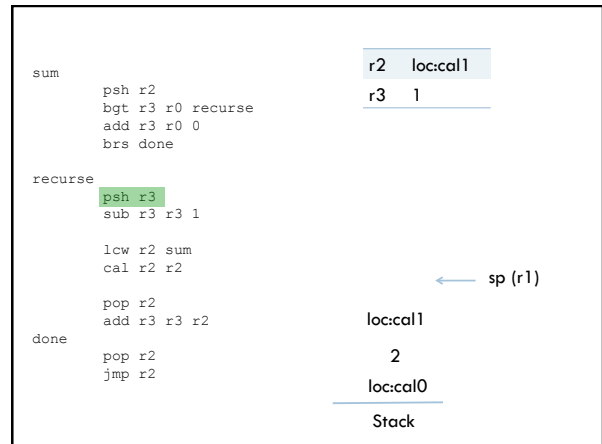 sum
psh r2
bgt r3 r0 recurse
add r3 r0 0
brs done
recurse
psh r3
sub r3 r3 1
lcw r2 sum
cal r2 r2
pop r2
add r3 r3 r2
done
pop r2
jmp r2
r2 loc:cal1
r3 1
sp (r1)
loc:cal1
2
loc:cal0
Stack